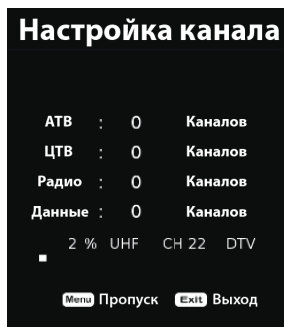 Настройка канала
АТВ : 0 Каналов
ЦТВ : 0 Каналов
Радио : 0 Каналов
Данные : 0 Каналов
2 % UHF CH 22 DTV
Menu Пропуск Exit Выход